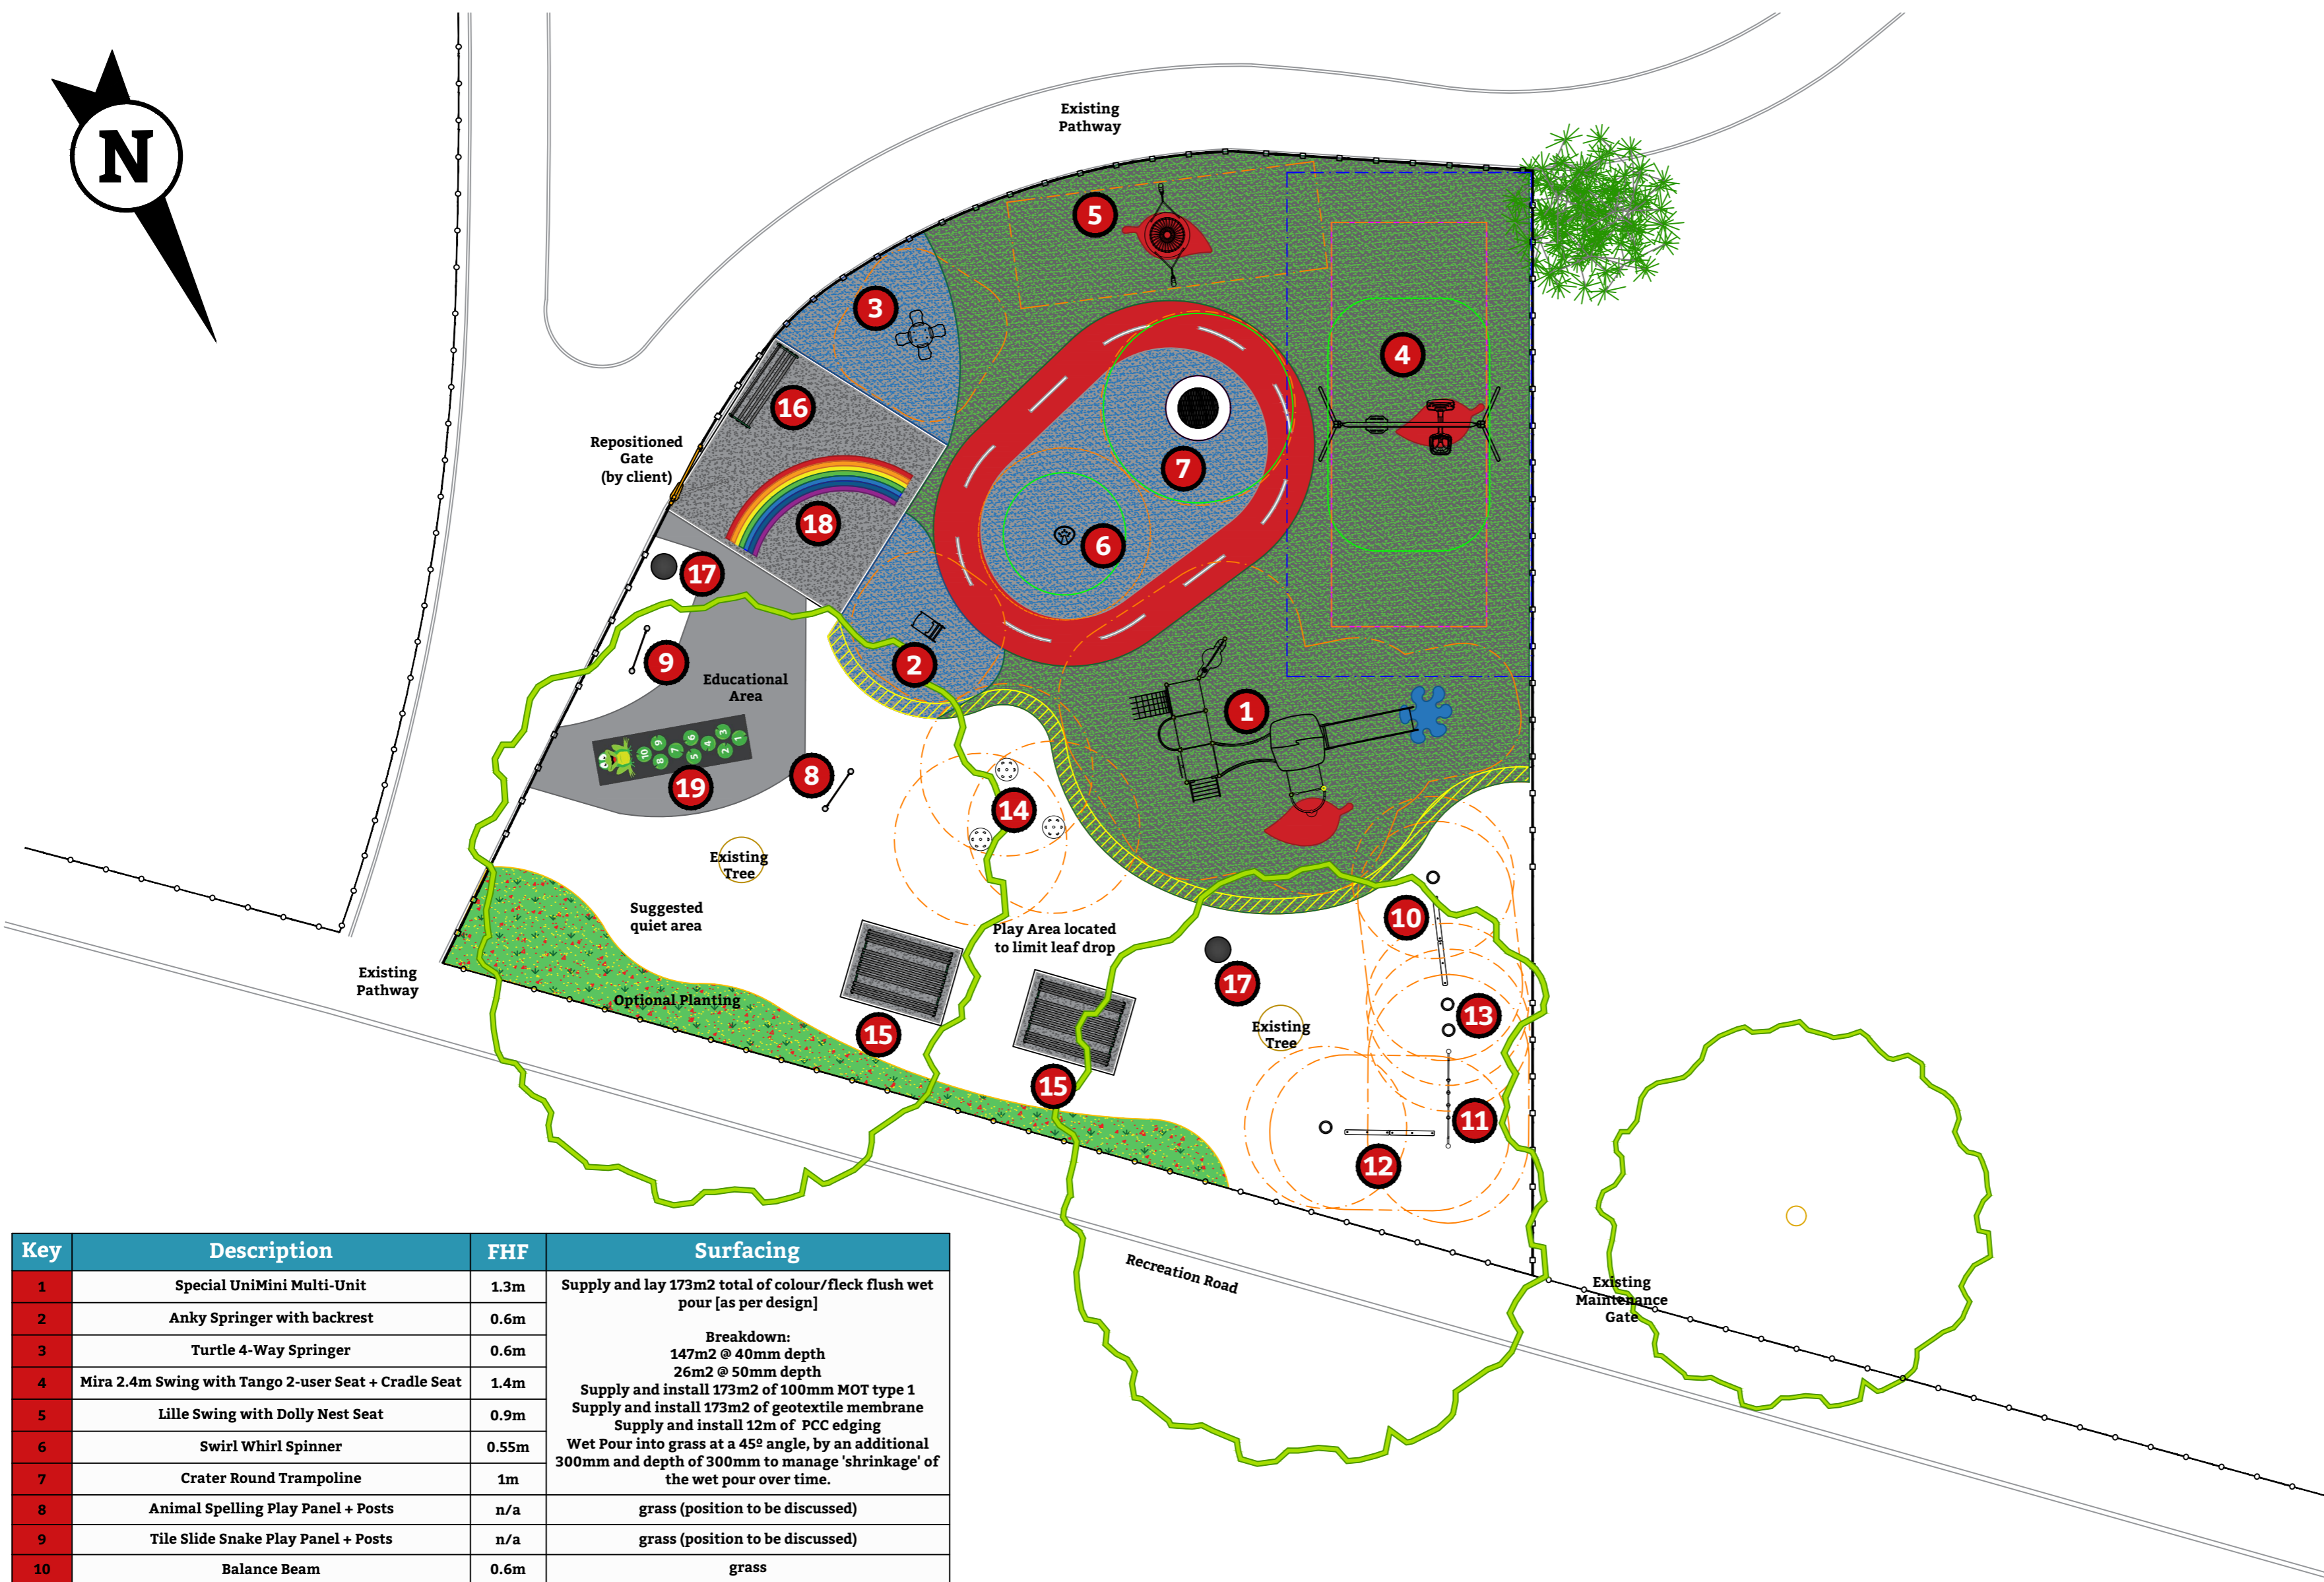 N
Existing
Pathway
5
3
4
16
Repositioned
Gate
(by client)
7
18
6
17
9
2
Educational
Area
1
10 9 8 7 6 5 4 3 2 1
8
19
14
Existing
Tree
Suggested
quiet area
Play Area located
to limit leaf drop
10
Existing
Pathway
Optional Planting
17
13
Existing
Tree
15
15
11
12
Recreation Road
Existing
Maintenance
Gate
Key Description FHF Surfacing
1 Special UniMini Multi-Unit 1.3m
2 Anky Springer with backrest 0.6m
3 Turtle 4-Way Springer 0.6m
4 Mira 2.4m Swing with Tango 2-user Seat + Cradle Seat 1.4m
5 Lille Swing with Dolly Nest Seat 0.9m
6 Swirl Whirl Spinner 0.55m
7 Crater Round Trampoline 1m
Supply and lay 173m2 total of colour/fleck flush wet
pour [as per design]
Breakdown:
147m2 @ 40mm depth
26m2 @ 50mm depth
Supply and install 173m2 of 100mm MOT type 1
Supply and install 173m2 of geotextile membrane
Supply and install 12m of PCC edging
Wet Pour into grass at a 45º angle, by an additional
300mm and depth of 300mm to manage 'shrinkage' of
the wet pour over time.
8 Animal Spelling Play Panel + Posts n/a grass (position to be discussed)
9 Tile Slide Snake Play Panel + Posts n/a grass (position to be discussed)
10 Balance Beam 0.6m grass